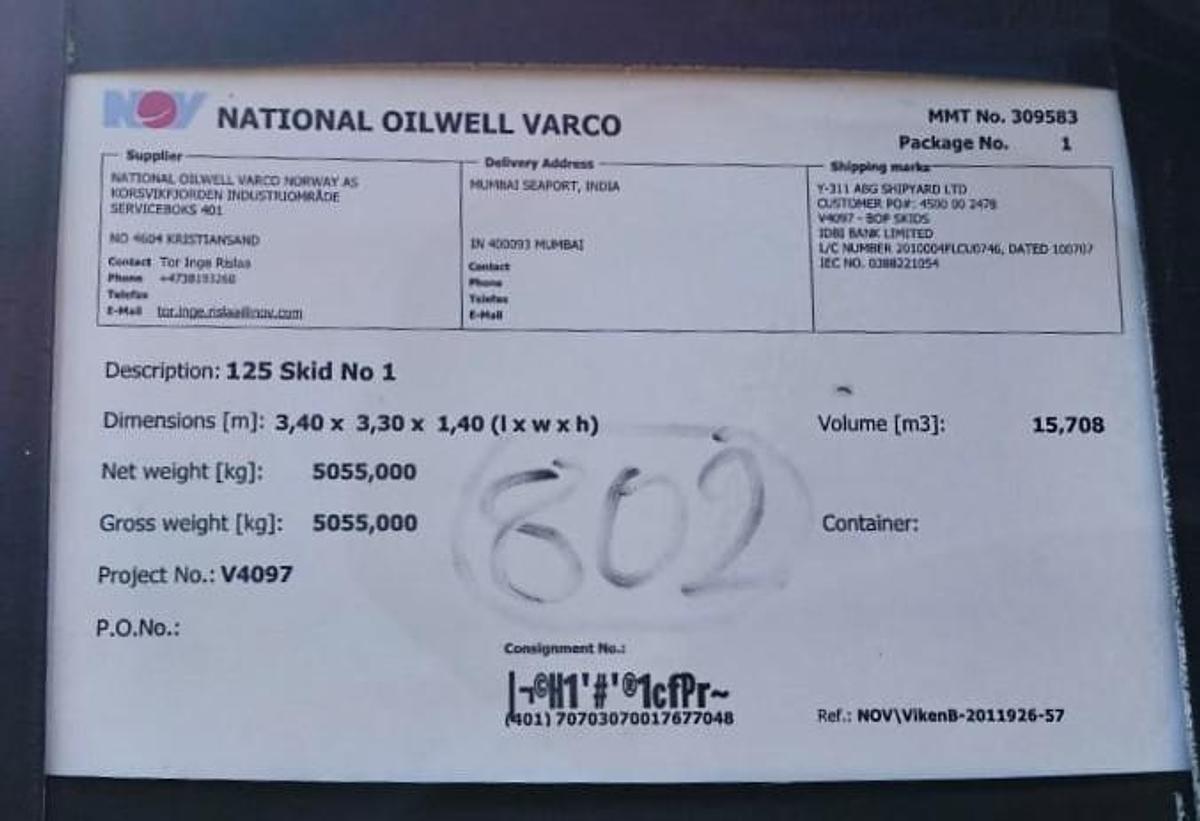 NOV NATIONAL OILWELL VARCO
MMT No. 309583
Package No. 1
Supplier
NATIONAL OILWELL VARCO NORWAY AS
KORSVIKFJORDEN INDUSTRIOMRÅDE
SERVICEBOKS 401
NO 4604 KRISTIANSAND
Contact Tor Inge Rislaa
Phone +4738193260
Telefax
E-Mail tor.inge.rislaa@nov.com
Delivery Address
MUMBAI SEAPORT, INDIA
IN 400093 MUMBAI
Contact
Phone
Telefax
E-Mail
Shipping marks
Y-311 ABG SHIPYARD LTD
CUSTOMER PO#: 4500 00 2478
V4097 - BOP SKIDS
IDBI BANK LIMITED
L/C NUMBER 2010004FLCU0746, DATED 100707
IEC NO. 0388221054
Description: 125 Skid No 1
Dimensions [m]: 3,40 x 3,30 x 1,40 (l x w x h)
Volume [m3]: 15,708
Net weight [kg]: 5055,000
Gross weight [kg]: 5055,000
Container:
802
Project No.: V4097
P.O.No.:
Consignment No.:
|¬©H1'#'®1cfPr~
(401) 70703070017677048
Ref.: NOV\VikenB-2011926-57